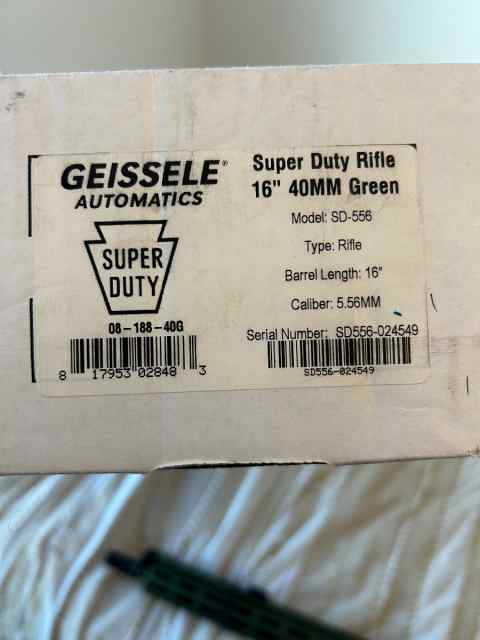 GEISSELE®
AUTOMATICS
SUPER
DUTY
08-188-40G
8 17953 02848 3
Super Duty Rifle
16" 40MM Green
Model: SD-556
Type: Rifle
Barrel Length: 16"
Caliber: 5.56MM
Serial Number: SD556-024549
SD556-024549